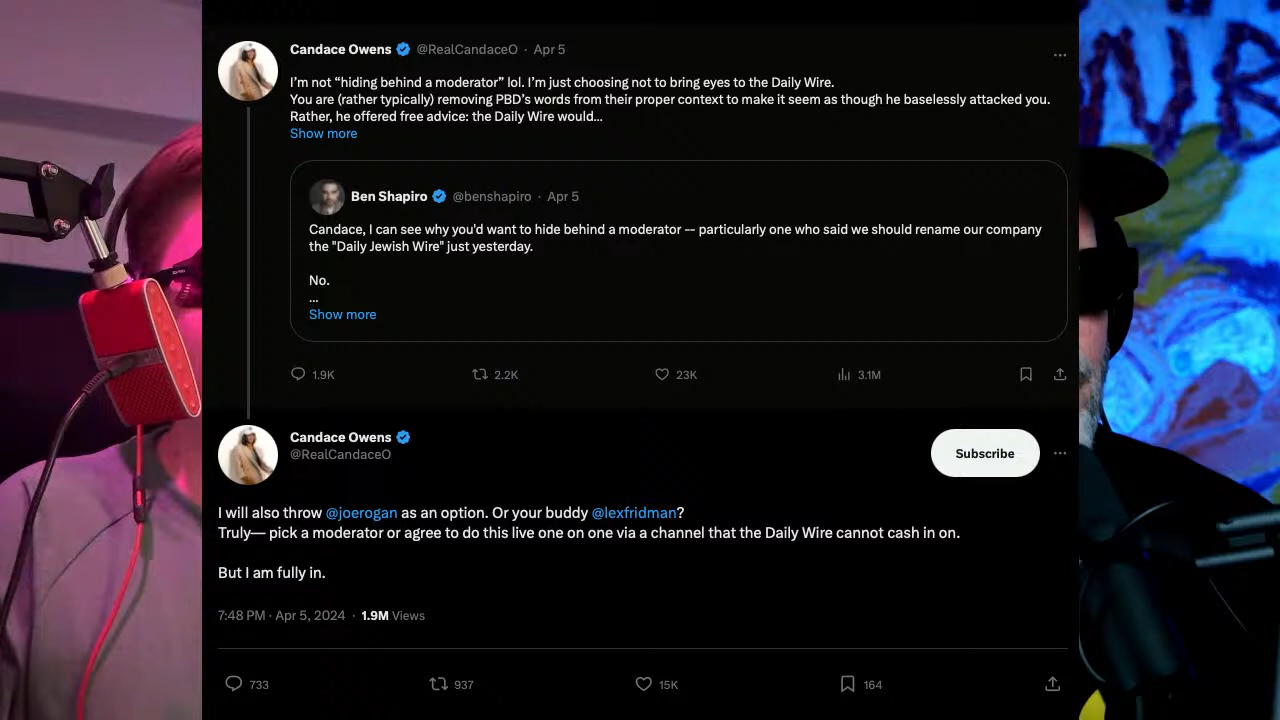 Candace Owens @RealCandaceO · Apr 5
I'm not “hiding behind a moderator” lol. I'm just choosing not to bring eyes to the Daily Wire.
You are (rather typically) removing PBD's words from their proper context to make it seem as though he baselessly attacked you.
Rather, he offered free advice: the Daily Wire would…
Show more
Ben Shapiro @benshapiro · Apr 5
Candace, I can see why you'd want to hide behind a moderator -- particularly one who said we should rename our company
the "Daily Jewish Wire" just yesterday.
No.
...
Show more
1.9K 2.2K 23K 3.1M
Candace Owens
@RealCandaceO
Subscribe
I will also throw @joerogan as an option. Or your buddy @lexfridman?
Truly— pick a moderator or agree to do this live one on one via a channel that the Daily Wire cannot cash in on.
But I am fully in.
7:48 PM · Apr 5, 2024 · 1.9M Views
733 937 15K 164